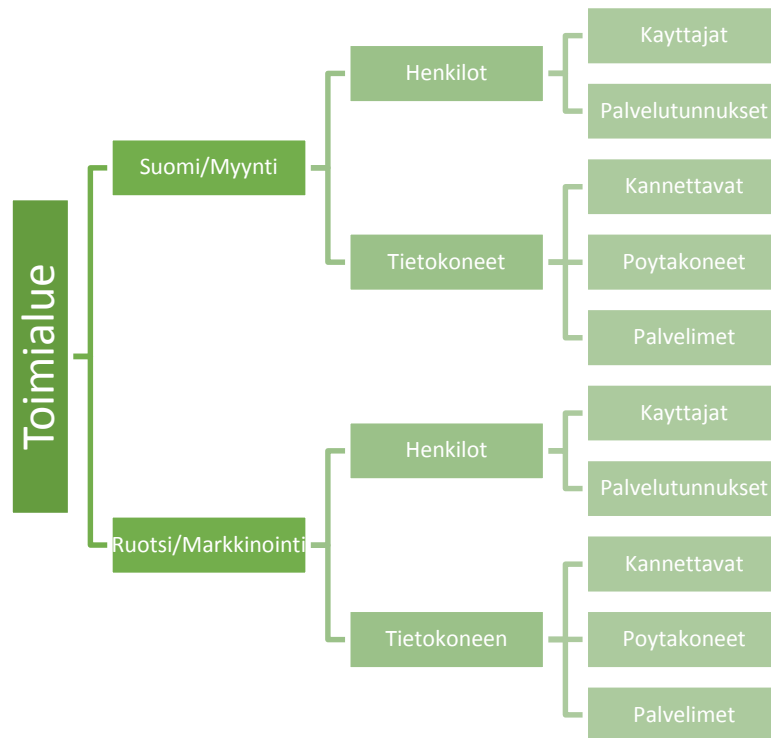 Toimialue
Suomi/Myynti
Henkilot
Kayttajat
Palvelutunnukset
Tietokoneet
Kannettavat
Poytakoneet
Palvelimet
Ruotsi/Markkinointi
Henkilot
Kayttajat
Palvelutunnukset
Tietokoneen
Kannettavat
Poytakoneet
Palvelimet